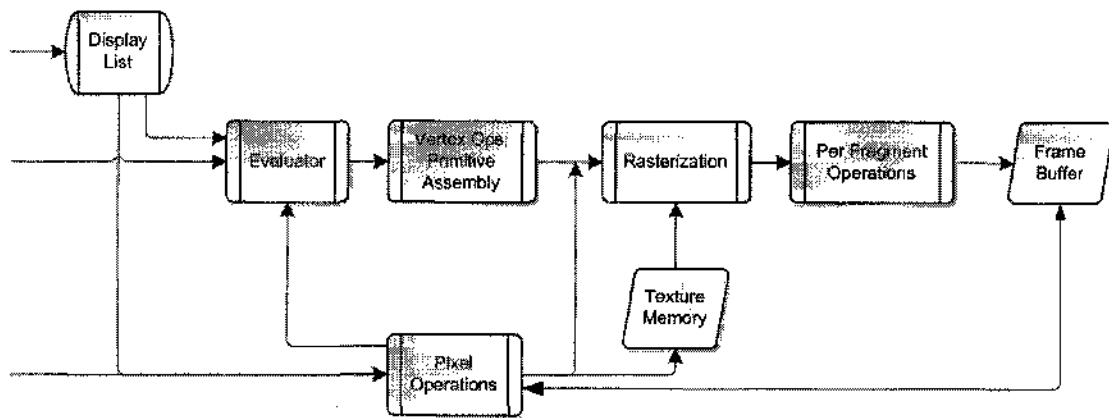 Display
List
Evaluator
Vertex Ops
Primitive
Assembly
Rasterization
Per Fragment
Operations
Frame
Buffer
Texture
Memory
Pixel
Operations